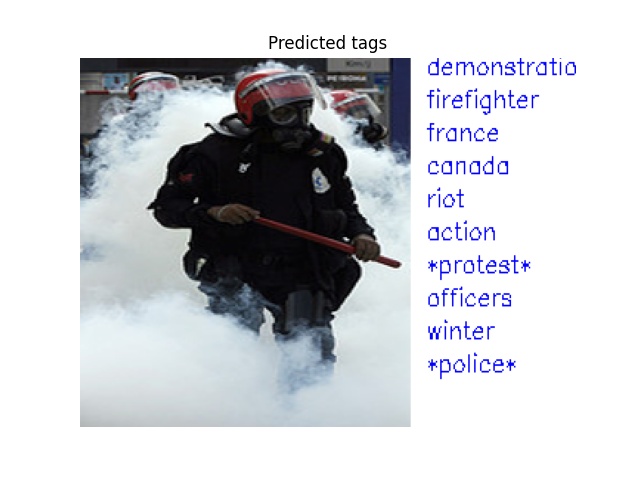 Predicted tags
demonstratio
firefighter
france
canada
riot
action
*protest*
officers
winter
*police*